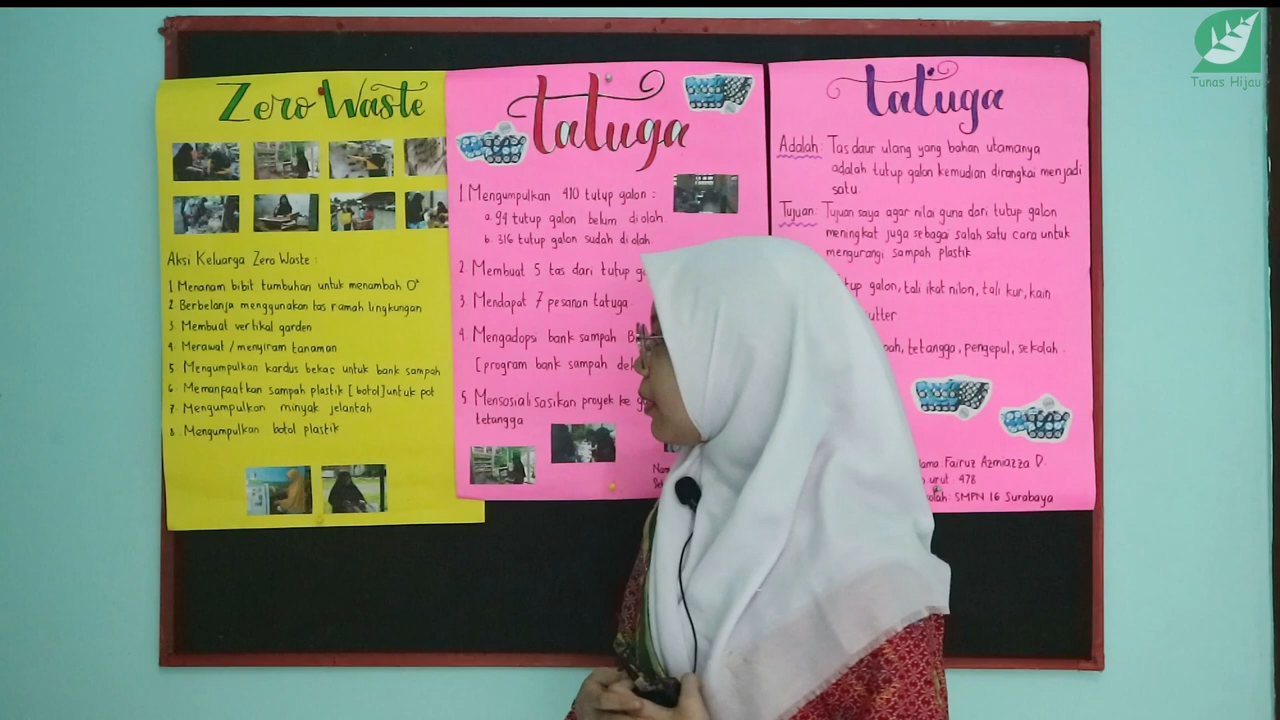 Tunas Hijau
Zero Waste
Aksi Keluarga Zero Waste :
1 Menanam bibit tumbuhan untuk menambah O²
2 Berbelanja menggunakan tas ramah lingkungan
3. Membuat vertikal garden
4. Merawat / menyiram tanaman
5. Mengumpulkan kardus bekas untuk bank sampah
6. Memanfaatkan sampah plastik [botol] untuk pot
7. Mengumpulkan minyak jelantah
8. Mengumpulkan botol plastik
tatuga
1 Mengumpulkan 410 tutup galon :
a. 94 tutup galon belum diolah
b. 316 tutup galon sudah diolah
2. Membuat 5 tas dari tutup
3. Mendapat 7 pesanan tatuga
4. Mengadopsi bank sampah
[program bank sampah
5. Mensosialisasikan proyek ke
tetangga
tatuga
Adalah : Tas daur ulang yang bahan utamanya
adalah tutup galon kemudian dirangkai menjadi
satu.
Tujuan : Tujuan saya agar nilai guna dari tutup galon
meningkat juga sebagai salah satu cara untuk
mengurangi sampah plastik
galon, tali ikat nilon, tali kur, kain
tetangga, pengepul, sekolah.
Fairuz Azmiazza D.
urut : 478
SMPN 16 Surabaya